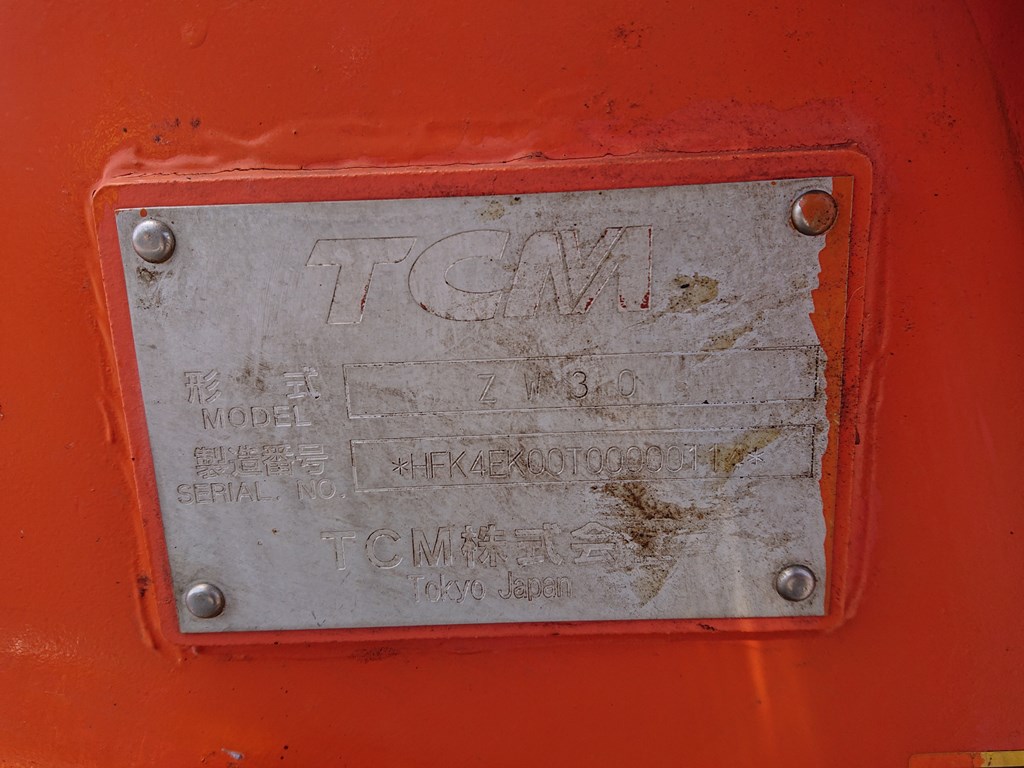 TCM
形式 ZW30
MODEL
製造番号
SERIAL. NO.
TCM株式会社
Tokyo Japan